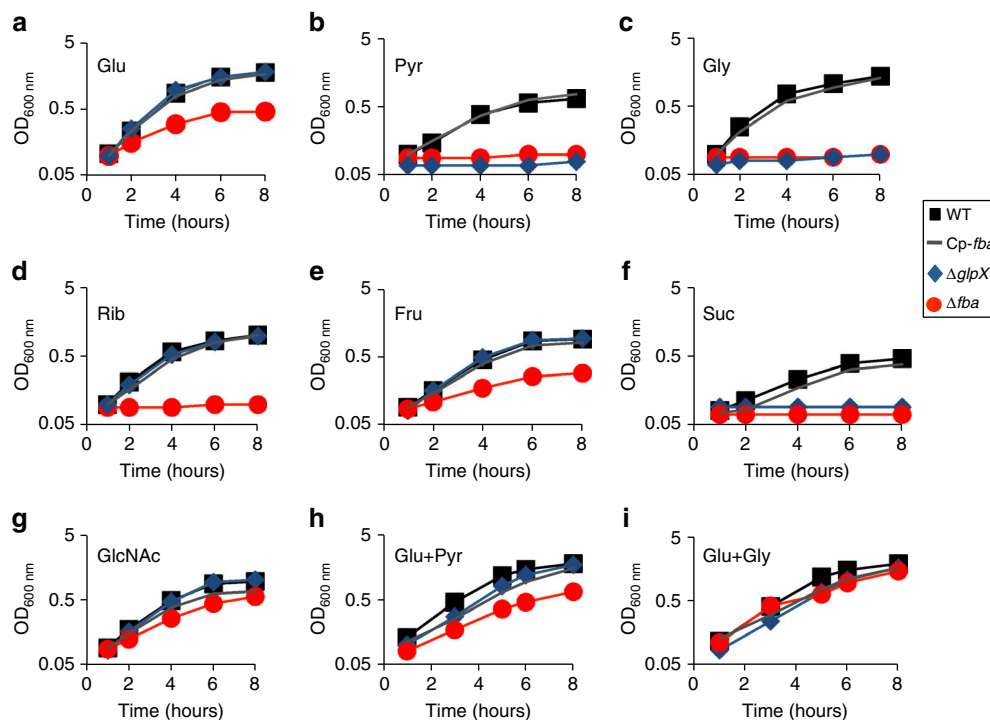 a
b
c
5
Glu
0.5
0.05
OD600 nm
0 2 4 6 8
Time (hours)
5
Pyr
0.5
0.05
OD600 nm
0 2 4 6 8
Time (hours)
5
Gly
0.5
0.05
OD600 nm
0 2 4 6 8
Time (hours)
WT
Cp-fba
ΔglpX
Δfba
d
e
f
5
Rib
0.5
0.05
OD600 nm
0 2 4 6 8
Time (hours)
5
Fru
0.5
0.05
OD600 nm
0 2 4 6 8
Time (hours)
5
Suc
0.5
0.05
OD600 nm
0 2 4 6 8
Time (hours)
g
h
i
5
GlcNAc
0.5
0.05
OD600 nm
0 2 4 6 8
Time (hours)
5
Glu+Pyr
0.5
0.05
OD600 nm
0 2 4 6 8
Time (hours)
5
Glu+Gly
0.5
0.05
OD600 nm
0 2 4 6 8
Time (hours)